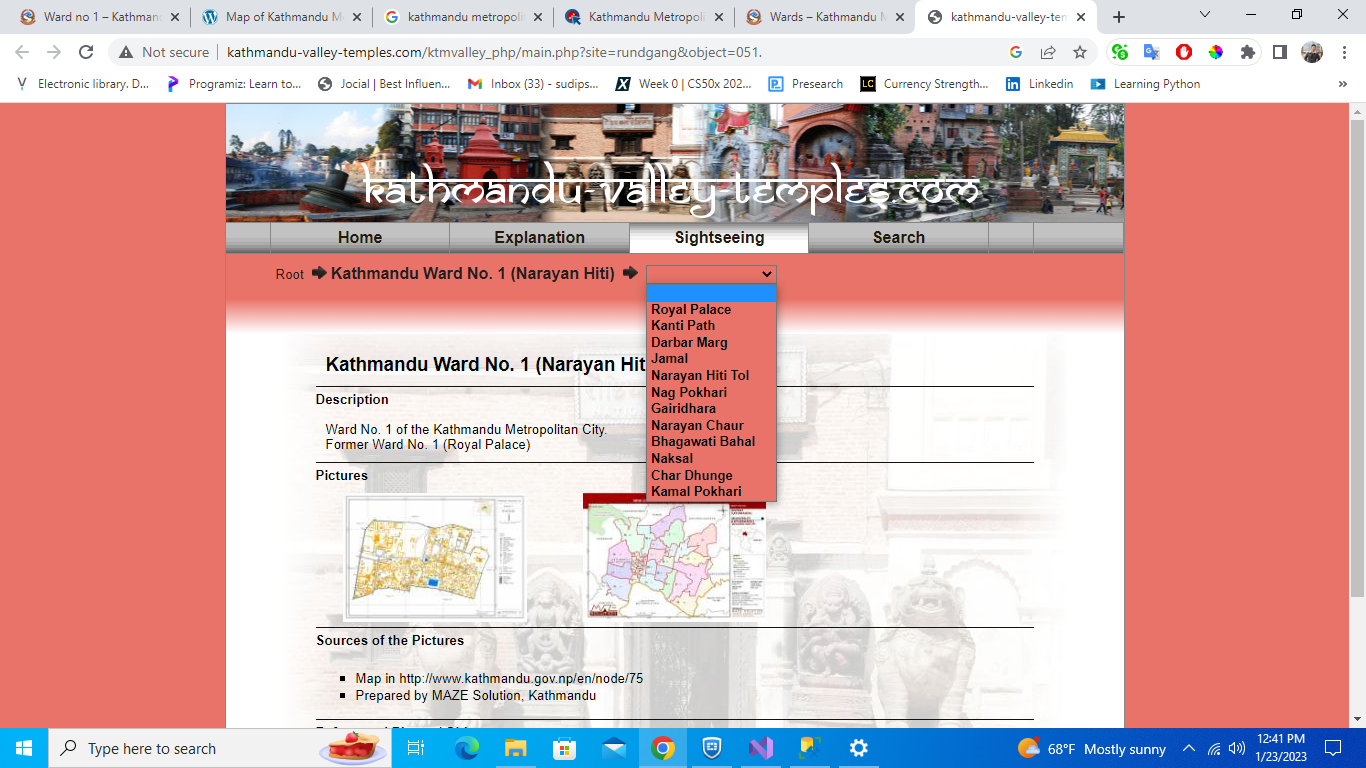 Ward no 1 – Kathman
Map of Kathmandu M
kathmandu metropolit
Kathmandu Metropoli
Wards – Kathmandu M
kathmandu-valley-tem
Not secure
kathmandu-valley-temples.com/ktmvalley_php/main.php?site=rundgang&object=051.
Electronic library. D...
Programiz: Learn to...
Jocial | Best Influen...
Inbox (33) - sudips...
Week 0 | CS50x 202...
Presearch
Currency Strength...
Linkedin
Learning Python
kathmandu-valley-temples.com
Home
Explanation
Sightseeing
Search
Root
Kathmandu Ward No. 1 (Narayan Hiti)
Royal Palace
Kanti Path
Darbar Marg
Jamal
Narayan Hiti Tol
Nag Pokhari
Gairidhara
Narayan Chaur
Bhagawati Bahal
Naksal
Char Dhunge
Kamal Pokhari
Kathmandu Ward No. 1 (Narayan Hit
Description
Ward No. 1 of the Kathmandu Metropolitan City.
Former Ward No. 1 (Royal Palace)
Pictures
Sources of the Pictures
Map in http://www.kathmandu.gov.np/en/node/75
Prepared by MAZE Solution, Kathmandu
Type here to search
68°F Mostly sunny
12:41 PM
1/23/2023